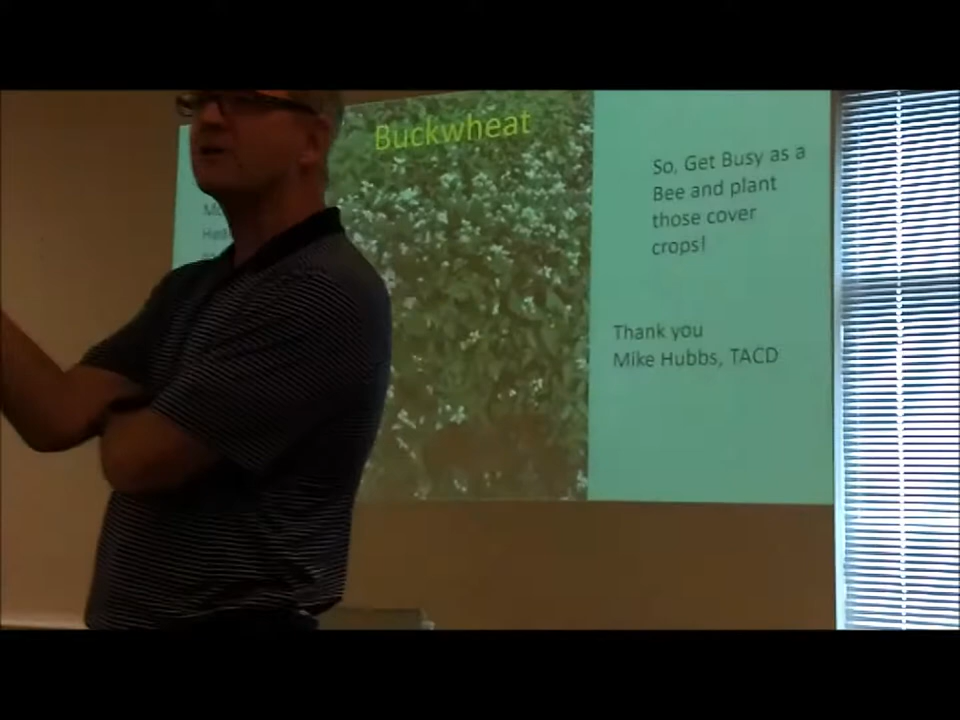 Buckwheat
So, Get Busy as a
Bee and plant
those cover
crops!
Thank you
Mike Hubbs, TACD